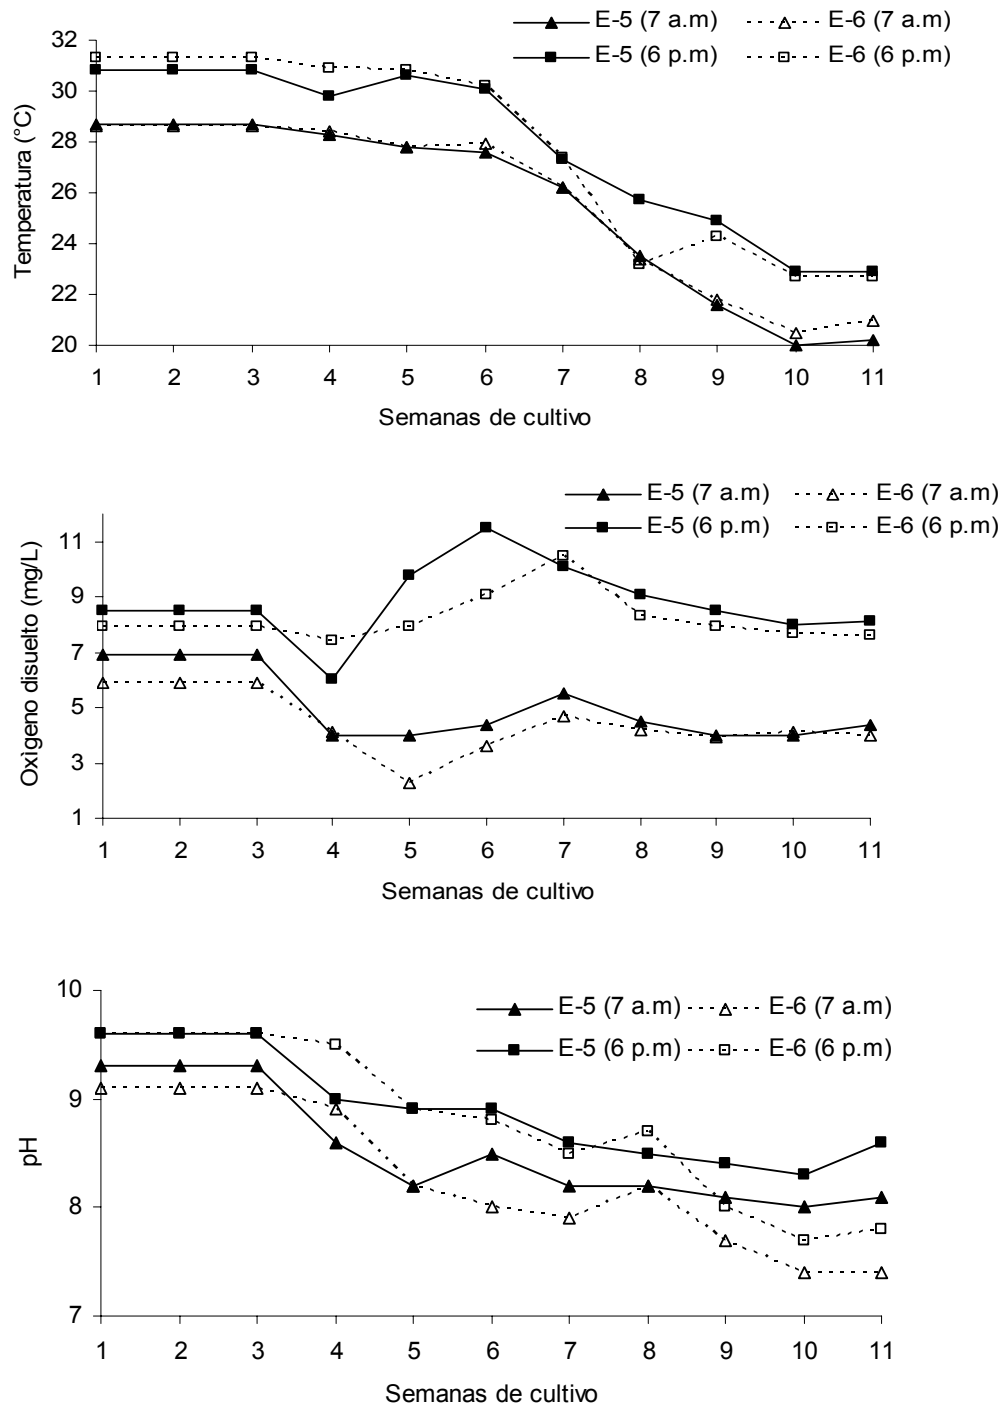 E-5 (7 a.m) E-6 (7 a.m)
E-5 (6 p.m) E-6 (6 p.m)
Temperatura (°C)
32
30
28
26
24
22
20
1 2 3 4 5 6 7 8 9 10 11
Semanas de cultivo
E-5 (7 a.m) E-6 (7 a.m)
E-5 (6 p.m) E-6 (6 p.m)
Oxìgeno disuelto (mg/L)
11
9
7
5
3
1
1 2 3 4 5 6 7 8 9 10 11
Semanas de cultivo
E-5 (7 a.m) E-6 (7 a.m)
E-5 (6 p.m) E-6 (6 p.m)
pH
10
9
8
7
1 2 3 4 5 6 7 8 9 10 11
Semanas de cultivo